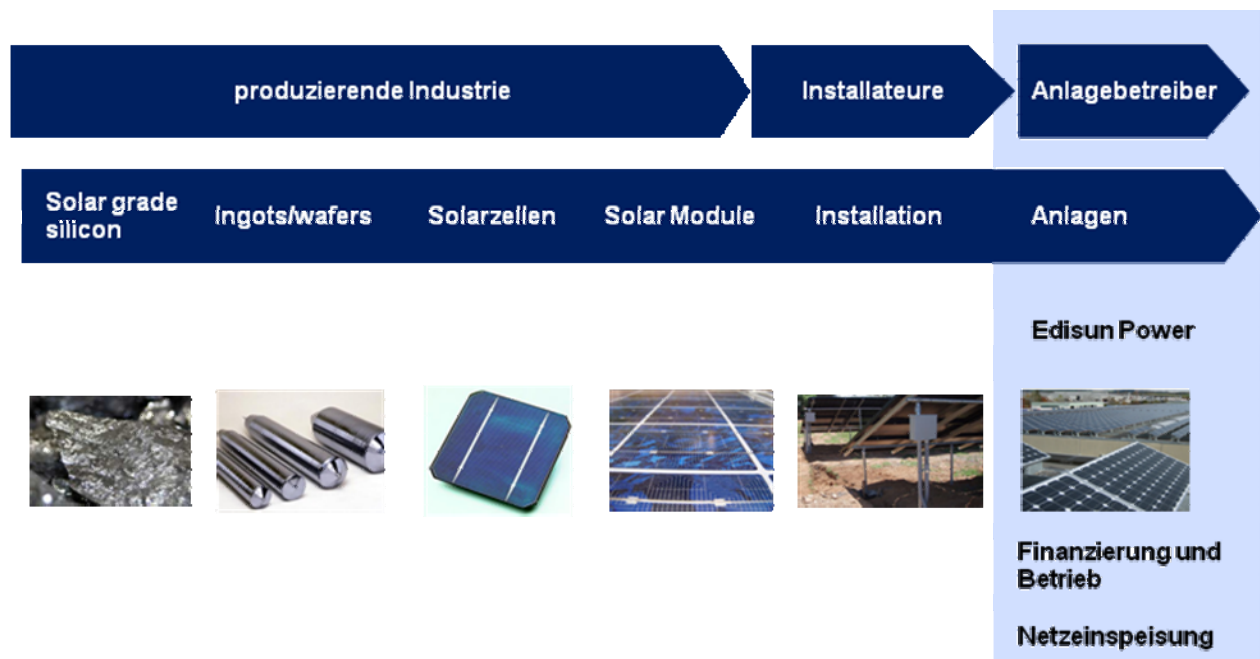 produzierende Industrie
Installateure
Anlagebetreiber
Solar grade
silicon
Ingots/wafers
Solarzellen
Solar Module
Installation
Anlagen
Edisun Power
Finanzierung und
Betrieb
Netzeinspeisung